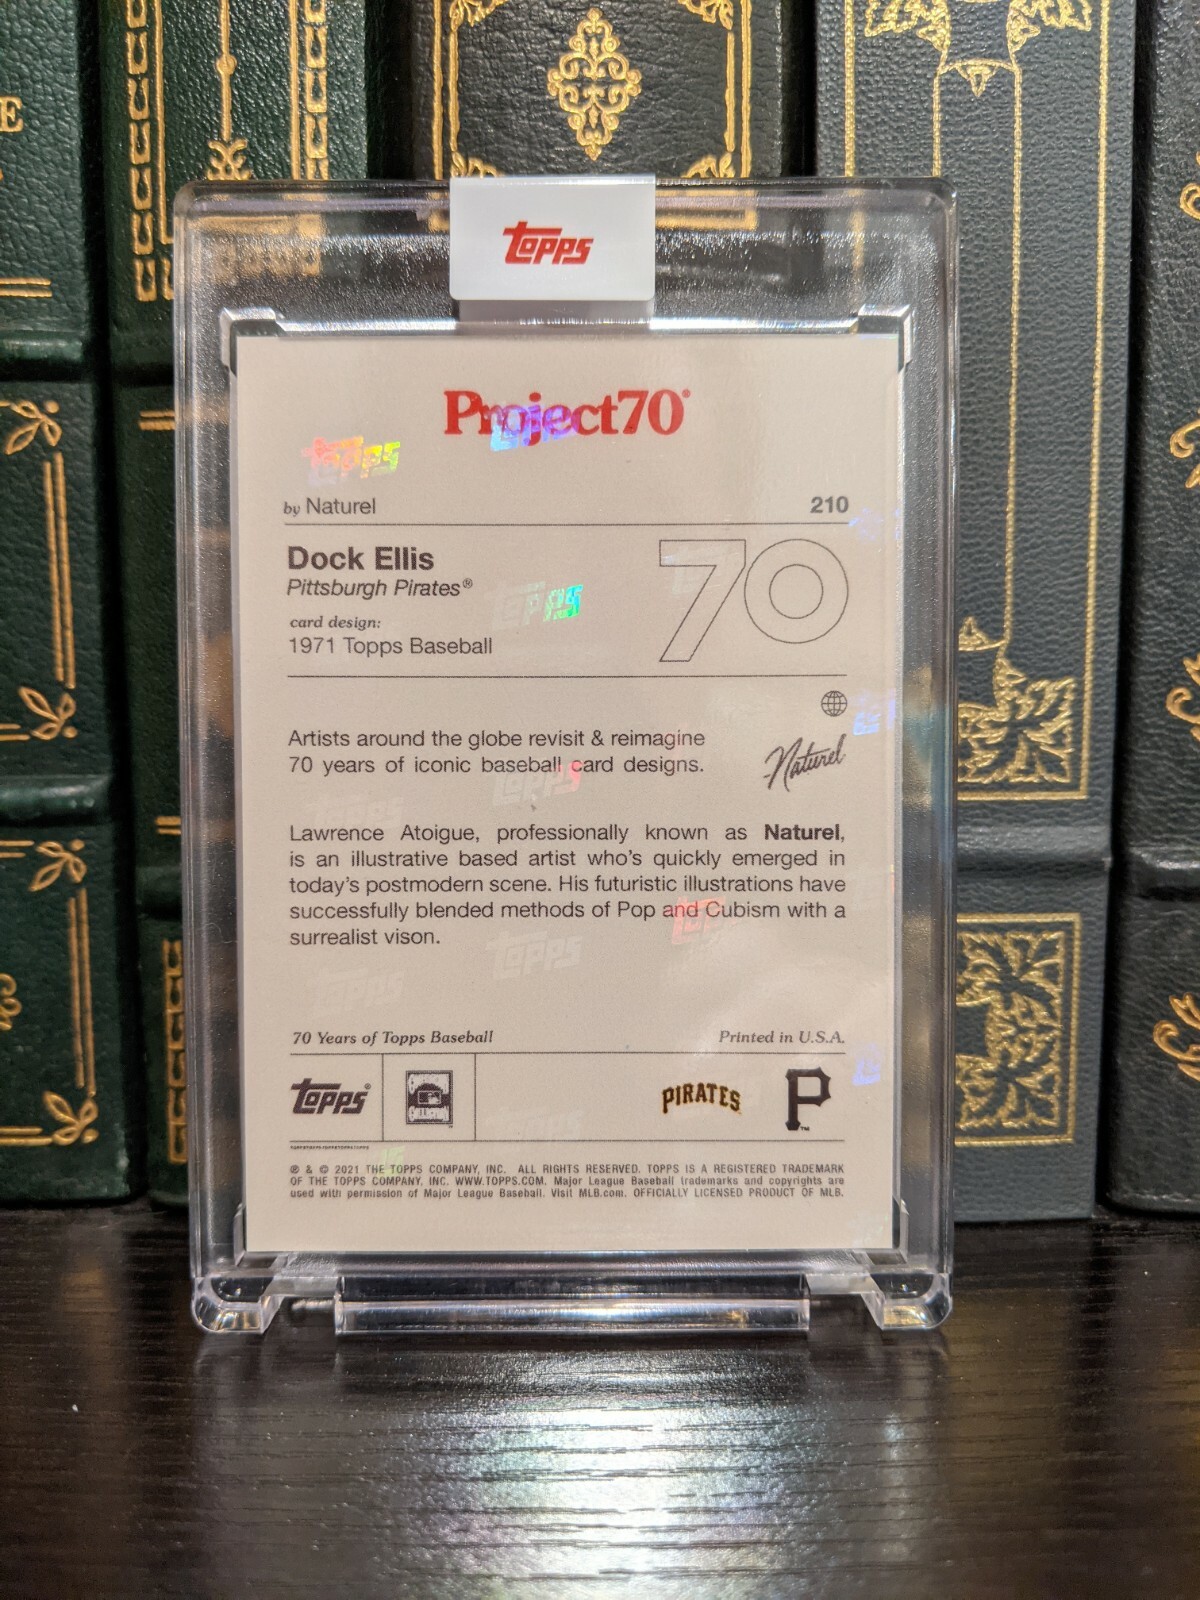 E
Topps
Project70®
by Naturel
210
Dock Ellis
Pittsburgh Pirates®
card design:
1971 Topps Baseball
70
Artists around the globe revisit & reimagine
70 years of iconic baseball card designs.
Naturel
Lawrence Atoigue, professionally known as Naturel,
is an illustrative based artist who's quickly emerged in
today's postmodern scene. His futuristic illustrations have
successfully blended methods of Pop and Cubism with a
surrealist vison.
70 Years of Topps Baseball
Printed in U.S.A.
Topps®
PIRATES
P™
® & © 2021 THE TOPPS COMPANY, INC. ALL RIGHTS RESERVED. TOPPS IS A REGISTERED TRADEMARK
OF THE TOPPS COMPANY, INC. WWW.TOPPS.COM. Major League Baseball trademarks and copyrights are
used with permission of Major League Baseball. Visit MLB.com. OFFICIALLY LICENSED PRODUCT OF MLB.